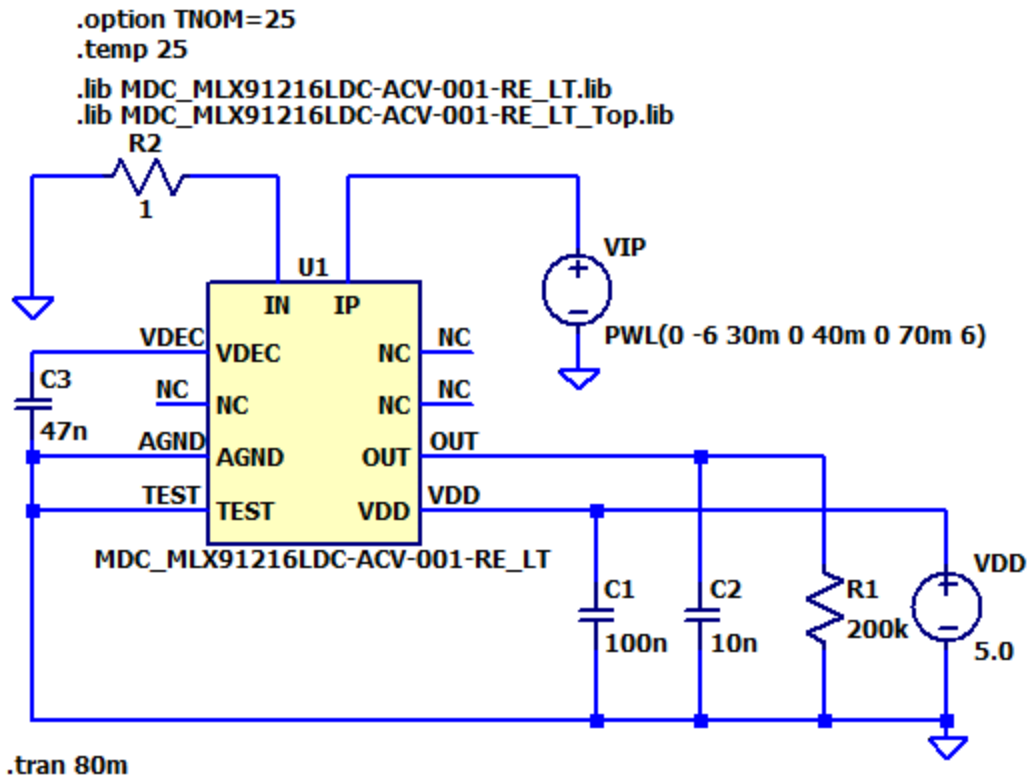 .option TNOM=25
.temp 25
.lib MDC_MLX91216LDC-ACV-001-RE_LT.lib
.lib MDC_MLX91216LDC-ACV-001-RE_LT_Top.lib
R2
1
U1
IN IP
VIP
+
PWL(0 -6 30m 0 40m 0 70m 6)
VDEC
VDEC
NC
NC
C3
47n
NC
NC
NC
NC
AGND
AGND
OUT
OUT
TEST
TEST
VDD
VDD
MDC_MLX91216LDC-ACV-001-RE_LT
C1
100n
C2
10n
R1
200k
VDD
+
5.0
.tran 80m